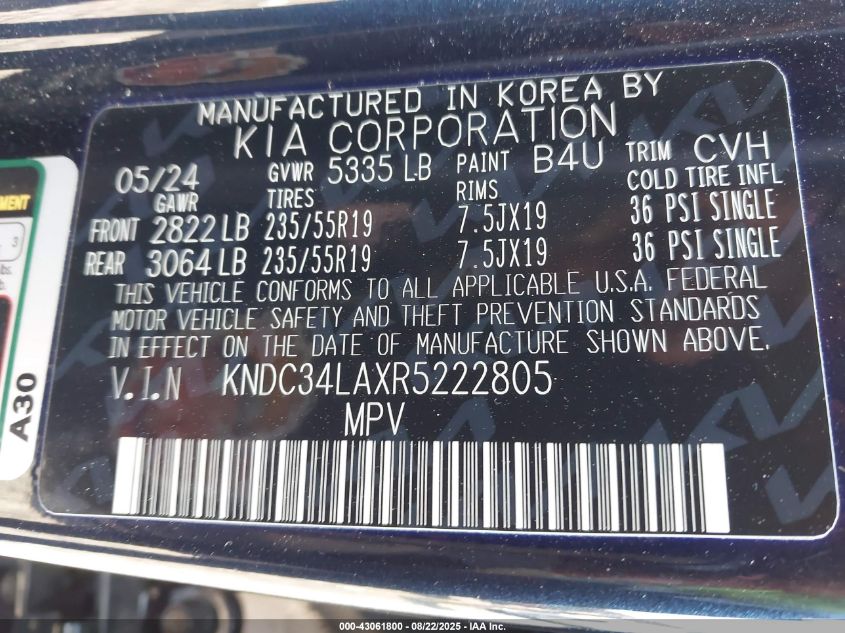 MANUFACTURED IN KOREA BY
KIA CORPORATION
05/24 GVWR 5335 LB PAINT B4U TRIM CVH
GAWR TIRES RIMS COLD TIRE INFL
FRONT 2822 LB 235/55R19 7.5JX19 36 PSI SINGLE
REAR 3064 LB 235/55R19 7.5JX19 36 PSI SINGLE
THIS VEHICLE CONFORMS TO ALL APPLICABLE U.S.A. FEDERAL
MOTOR VEHICLE SAFETY AND THEFT PREVENTION STANDARDS
IN EFFECT ON THE DATE OF MANUFACTURE SHOWN ABOVE.
V.I.N KNDC34LAXR5222805
MPV
3
A30
000-43061800 - 08/22/2025 - IAA Inc.